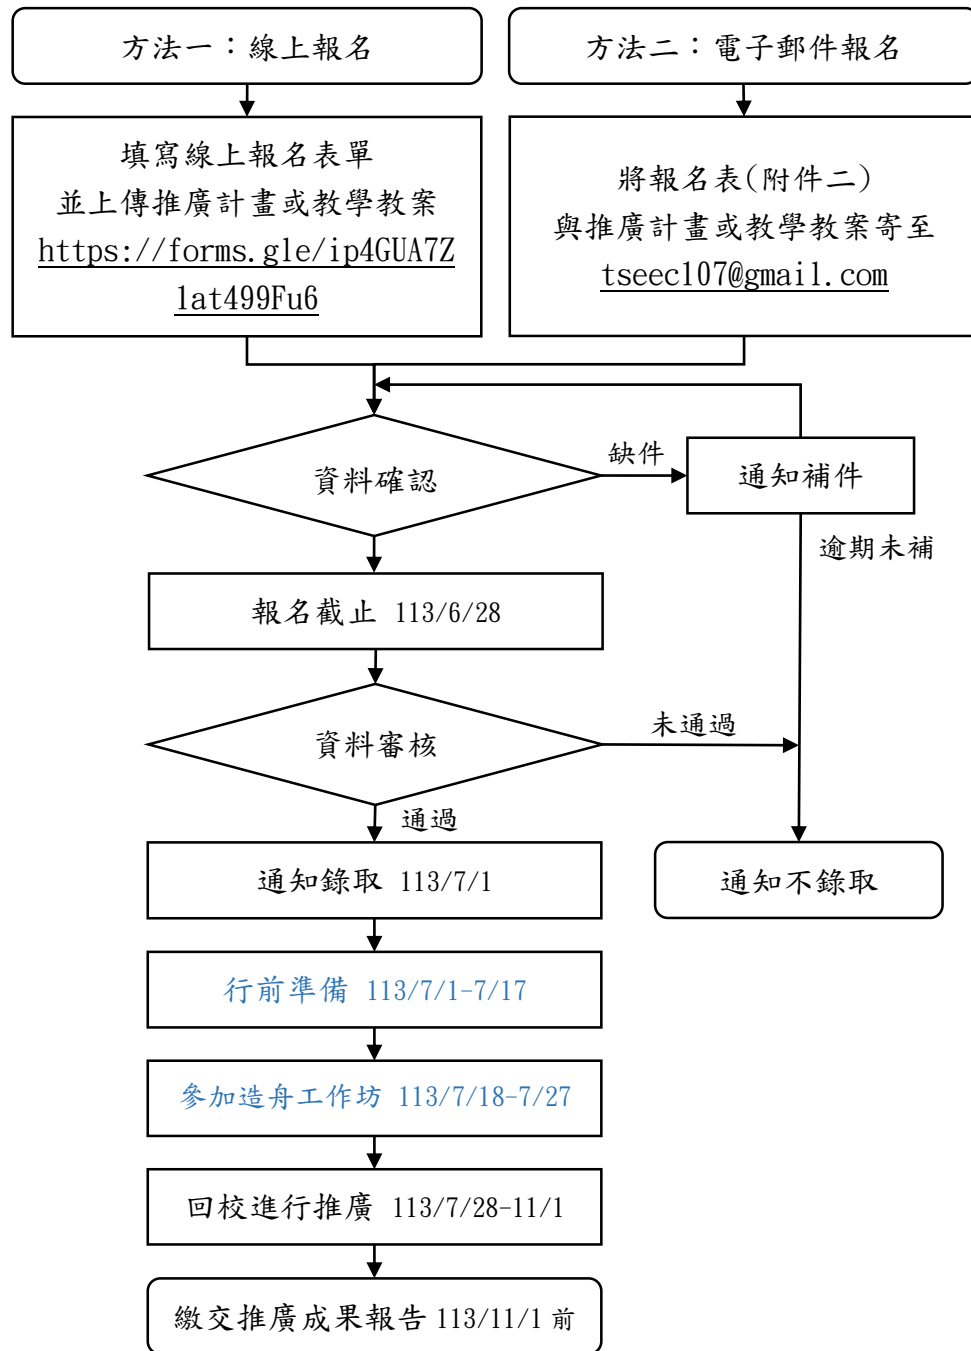 方法一：線上報名
方法二：電子郵件報名
填寫線上報名表單
並上傳推廣計畫或教學教案
https://forms.gle/ip4GUA7Z
1at499Fu6
將報名表(附件二)
與推廣計畫或教學教案寄至
tseec107@gmail.com
資料確認
缺件
通知補件
逾期未補
報名截止 113/6/28
資料審核
未通過
通過
通知錄取 113/7/1
通知不錄取
行前準備 113/7/1-7/17
參加造舟工作坊 113/7/18-7/27
回校進行推廣 113/7/28-11/1
繳交推廣成果報告 113/11/1 前